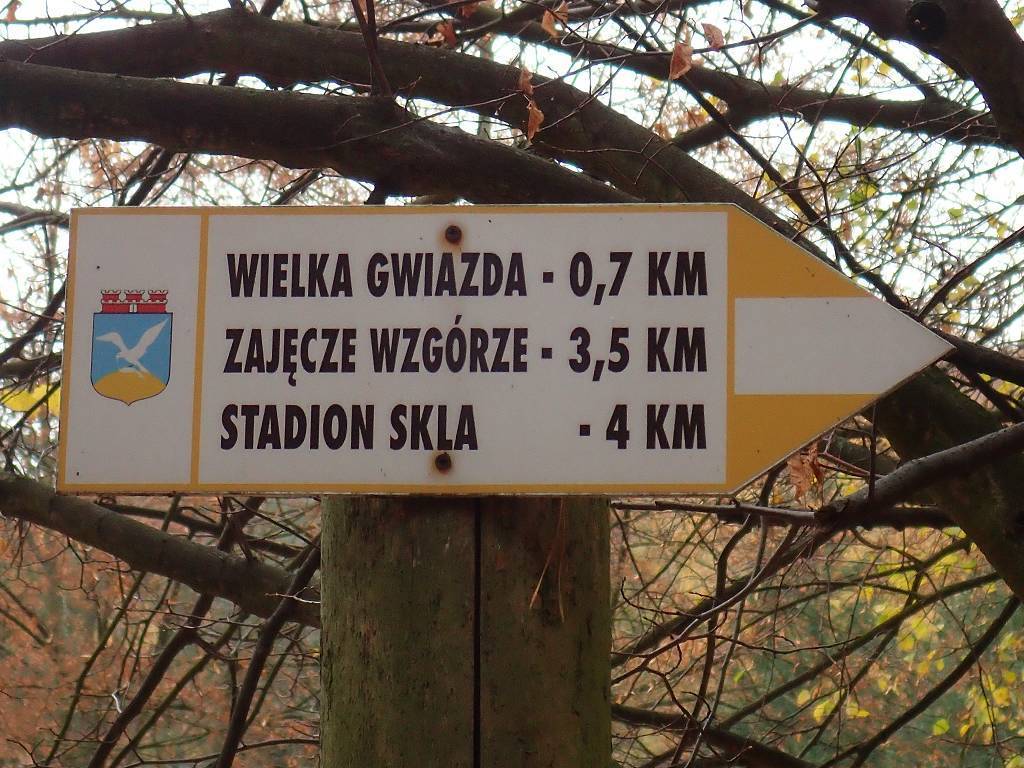 WIELKA GWIAZDA - 0,7 KM
ZAJĘCZE WZGÓRZE - 3,5 KM
STADION SKLA - 4 KM